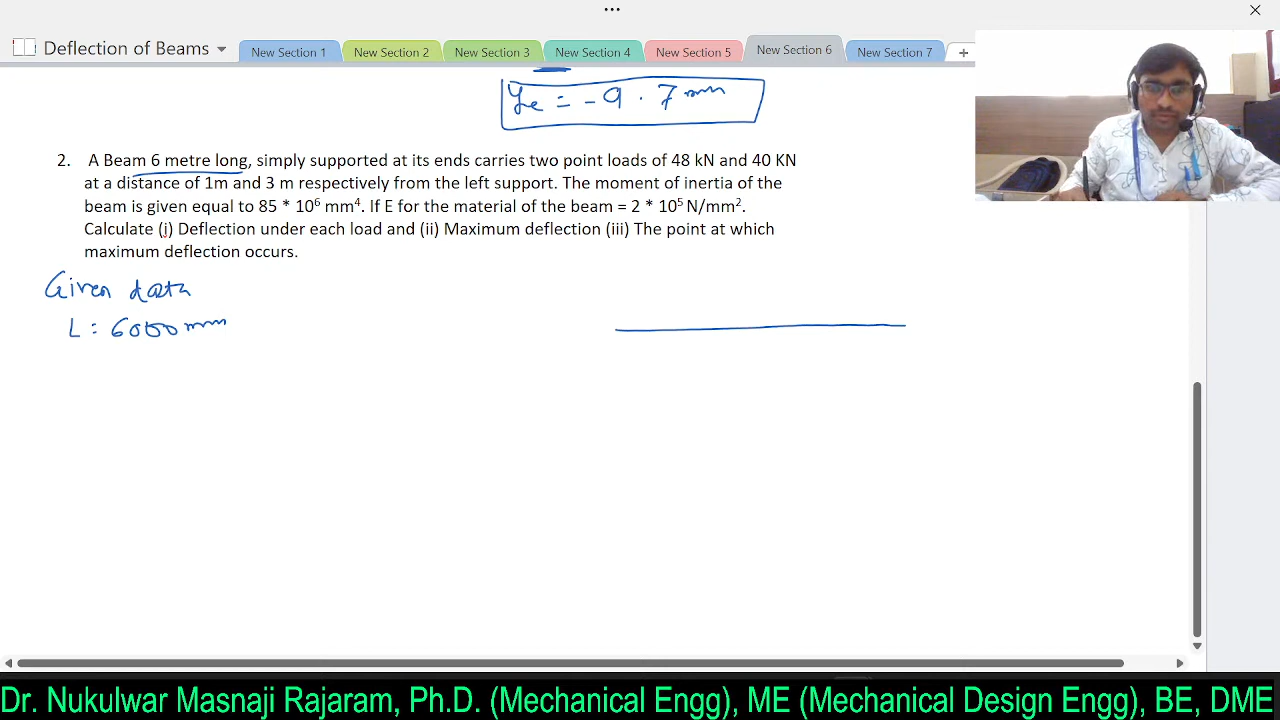 Deflection of Beams
New Section 1
New Section 2
New Section 3
New Section 4
New Section 5
New Section 6
New Section 7
yc = -9.7 mm
2. A Beam 6 metre long, simply supported at its ends carries two point loads of 48 kN and 40 KN
at a distance of 1m and 3 m respectively from the left support. The moment of inertia of the
beam is given equal to 85 * 10⁶ mm⁴. If E for the material of the beam = 2 * 10⁵ N/mm².
Calculate (i) Deflection under each load and (ii) Maximum deflection (iii) The point at which
maximum deflection occurs.
Given data
L = 6000 mm
Dr. Nukulwar Masnaji Rajaram, Ph.D. (Mechanical Engg), ME (Mechanical Design Engg), BE, DME